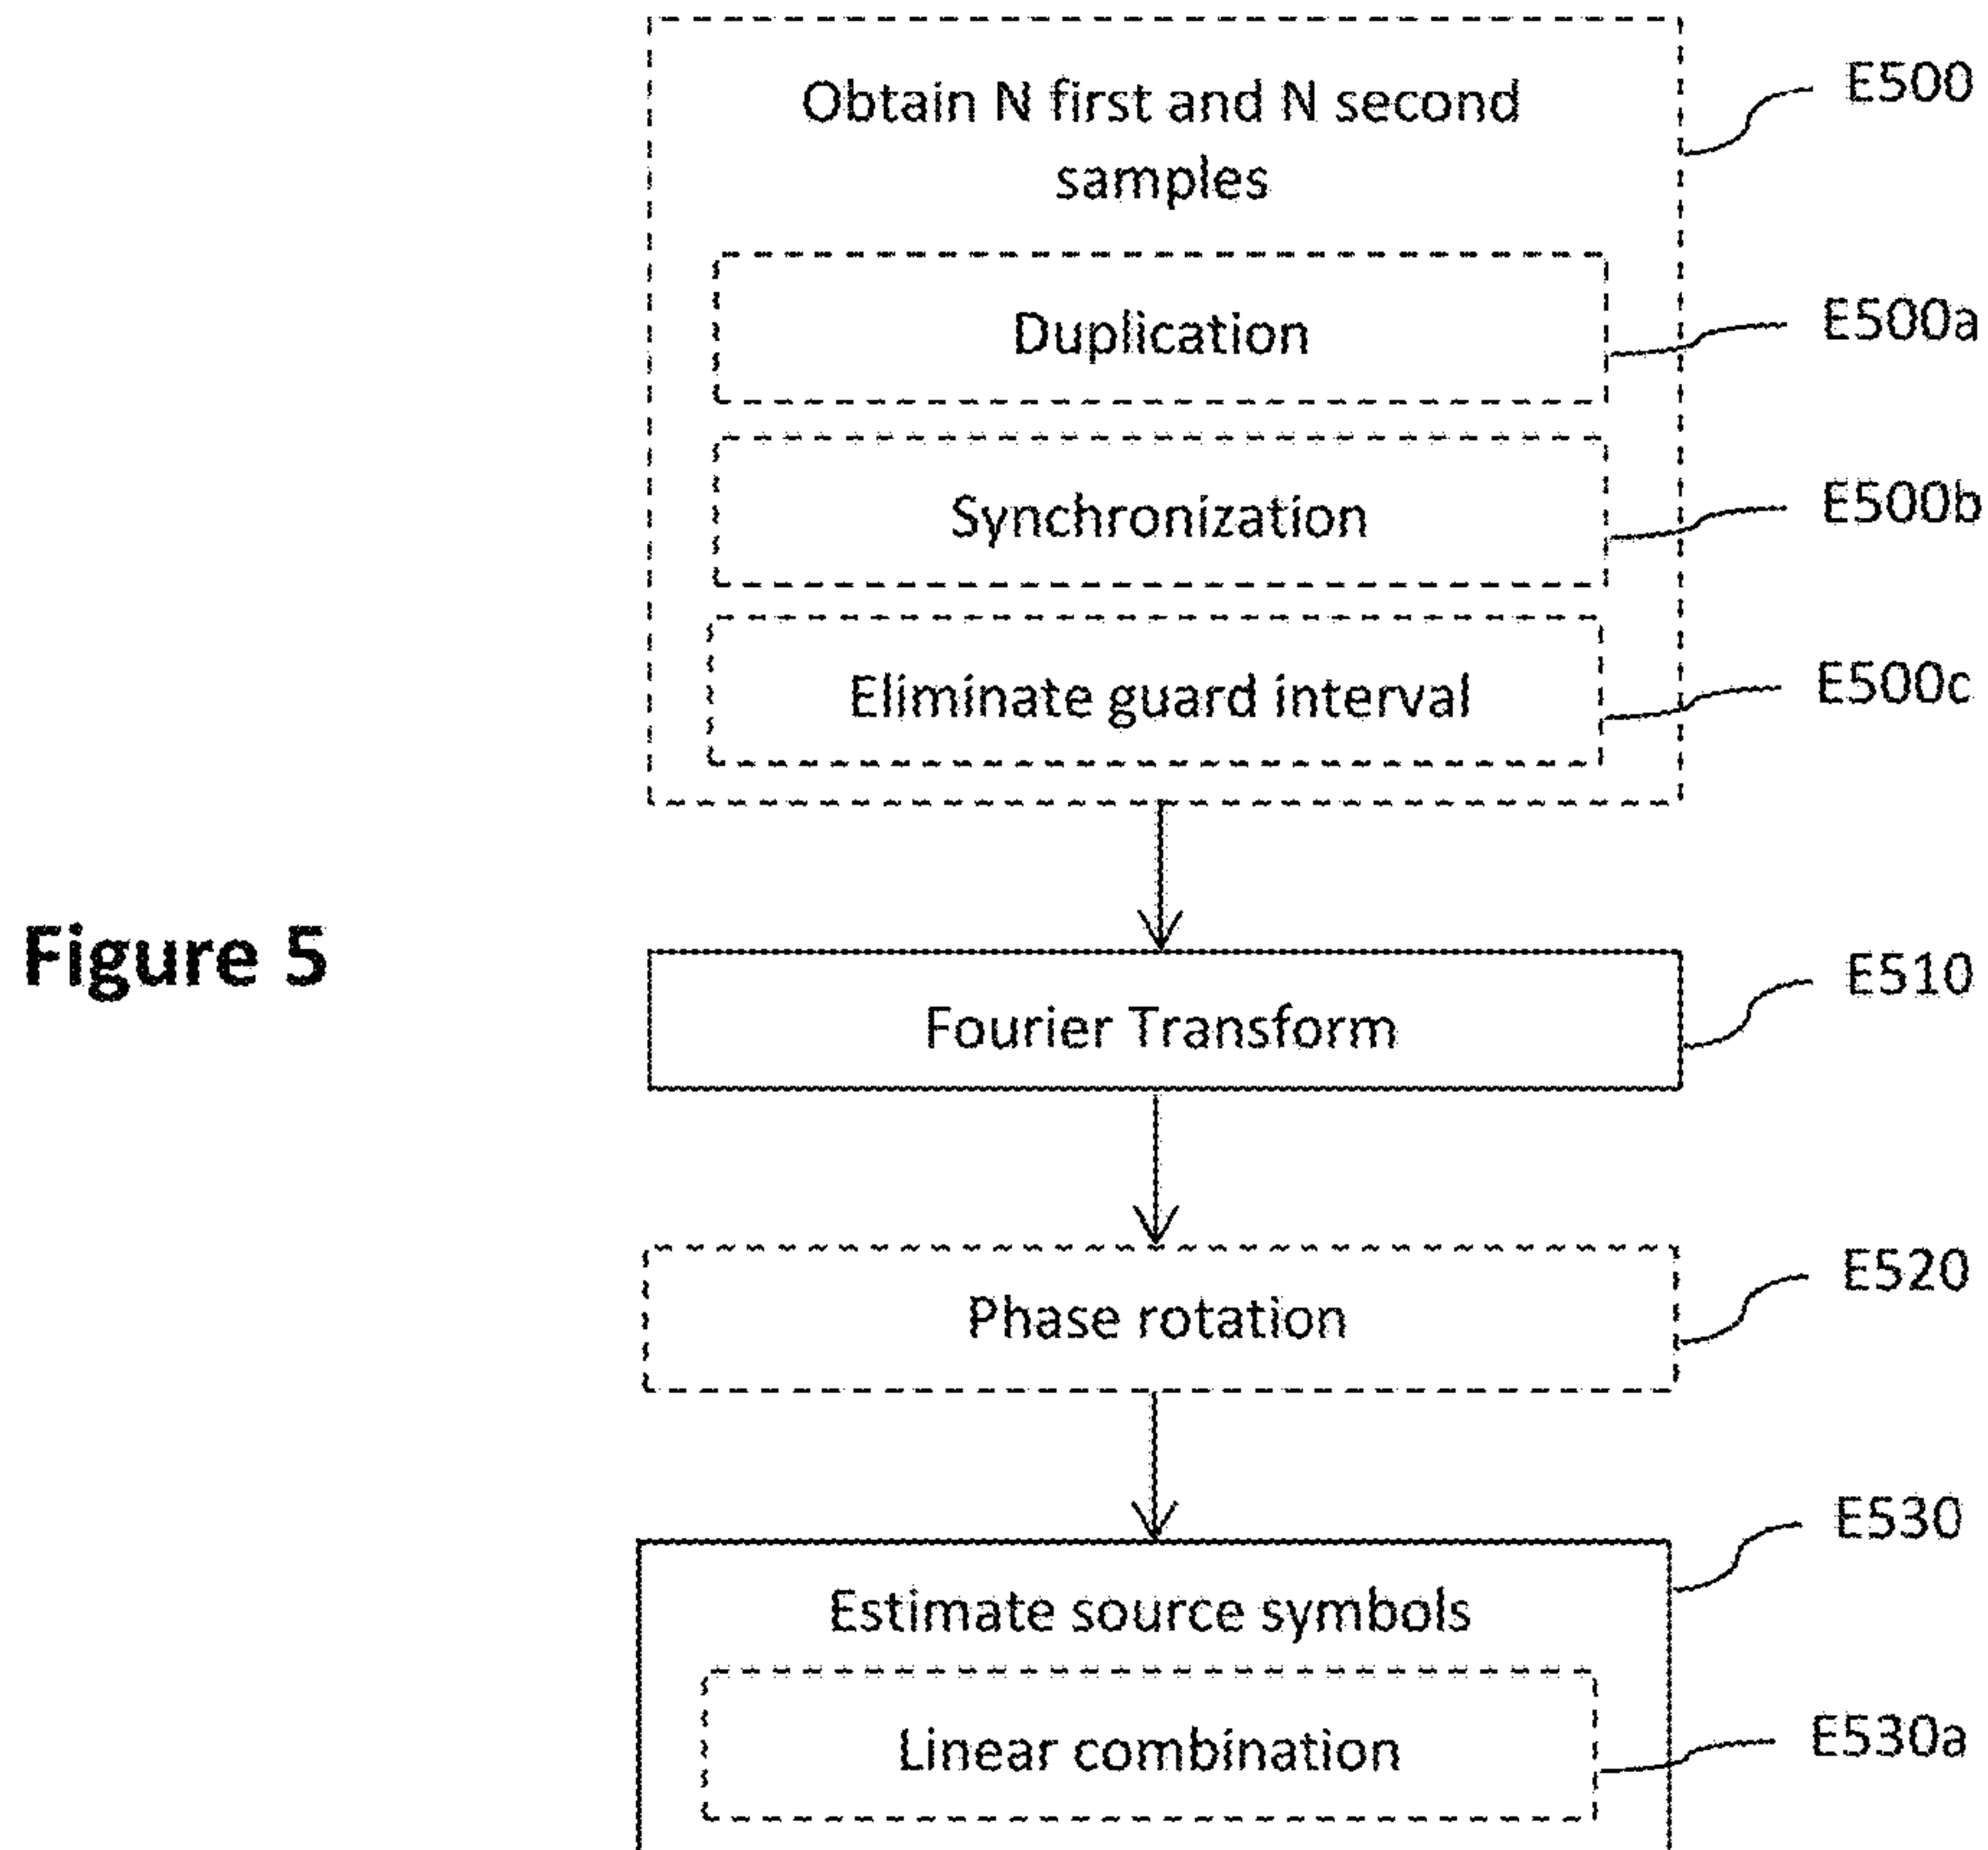 Obtain N first and N second
samples
E500
Duplication
E500a
Synchronization
E500b
Eliminate guard interval
E500c
Figure 5
Fourier Transform
E510
Phase rotation
E520
Estimate source symbols
E530
Linear combination
E530a